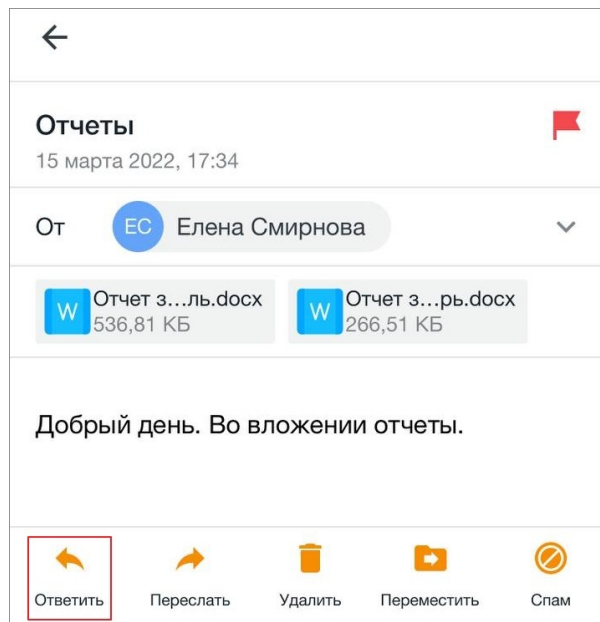 Отчеты
15 марта 2022, 17:34
От ЕС Елена Смирнова
W Отчет з...ль.docx W Отчет з...рь.docx
536,81 КБ 266,51 КБ
Добрый день. Во вложении отчеты.
Ответить Переслать Удалить Переместить Спам